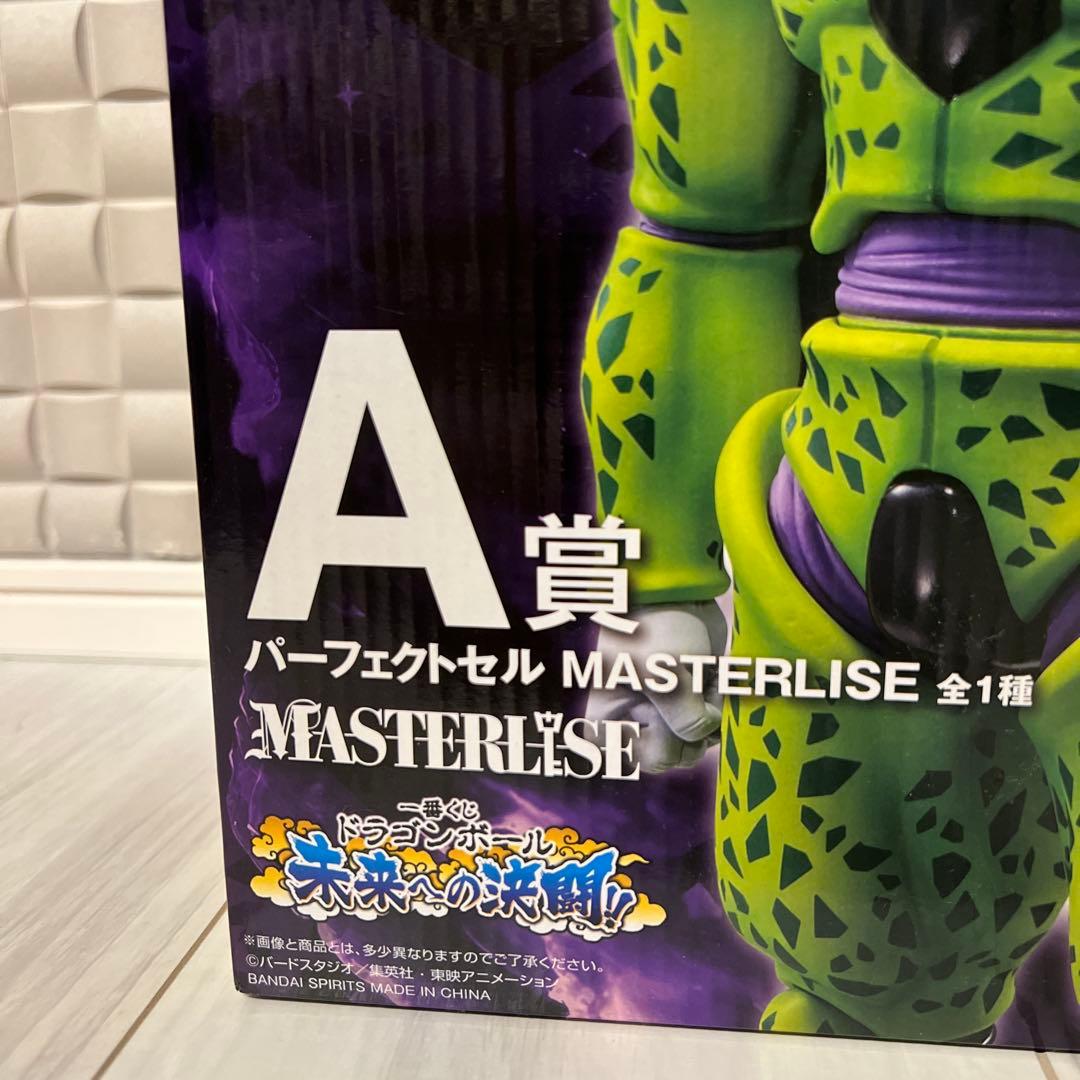 A賞
パーフェクトセル MASTERLISE 全1種
MASTERLISE
一番くじ
ドラゴンボール
未来への決闘!!
※画像と商品とは、多少異なりますのでご了承ください。
©バードスタジオ／集英社・東映アニメーション
BANDAI SPIRITS MADE IN CHINA